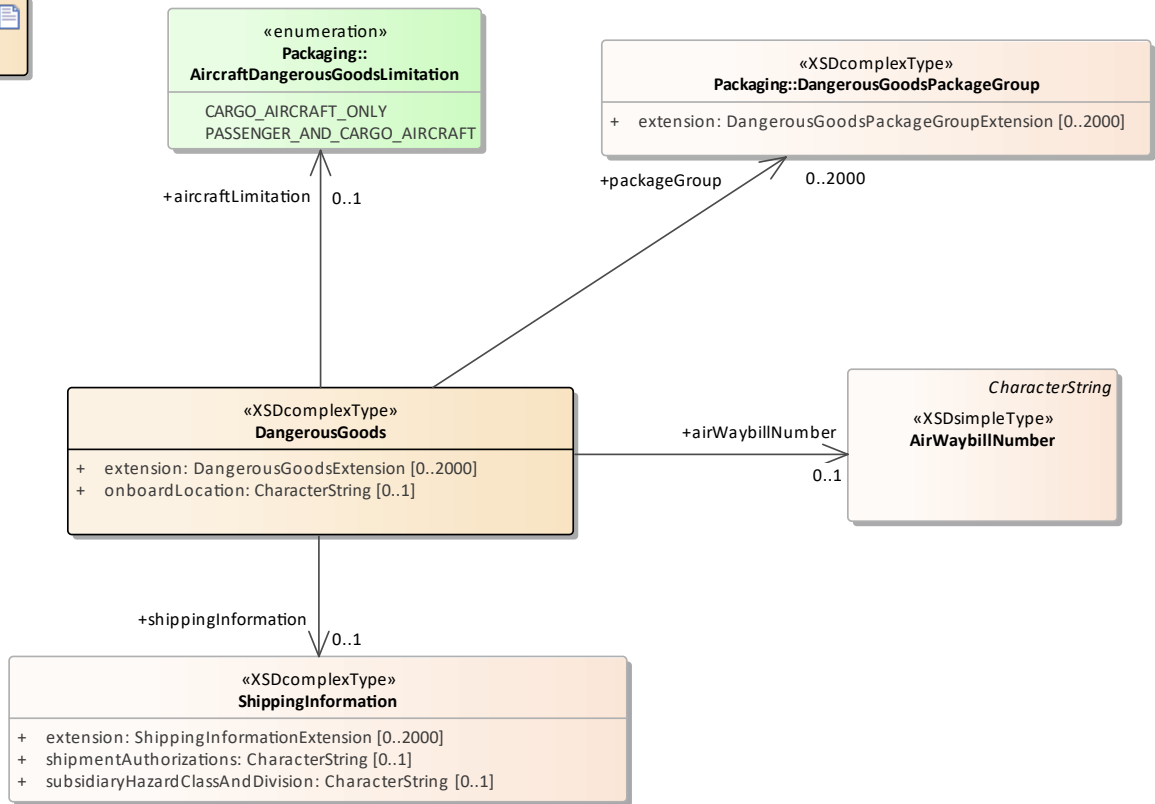 «enumeration»
Packaging::
AircraftDangerousGoodsLimitation
CARGO_AIRCRAFT_ONLY
PASSENGER_AND_CARGO_AIRCRAFT
«XSDcomplexType»
Packaging::DangerousGoodsPackageGroup
+ extension: DangerousGoodsPackageGroupExtension [0..2000]
+aircraftLimitation 0..1
+packageGroup 0..2000
«XSDcomplexType»
DangerousGoods
+ extension: DangerousGoodsExtension [0..2000]
+ onboardLocation: CharacterString [0..1]
+airWaybillNumber
0..1
CharacterString
«XSDsimpleType»
AirWaybillNumber
+shippingInformation
0..1
«XSDcomplexType»
ShippingInformation
+ extension: ShippingInformationExtension [0..2000]
+ shipmentAuthorizations: CharacterString [0..1]
+ subsidiaryHazardClassAndDivision: CharacterString [0..1]